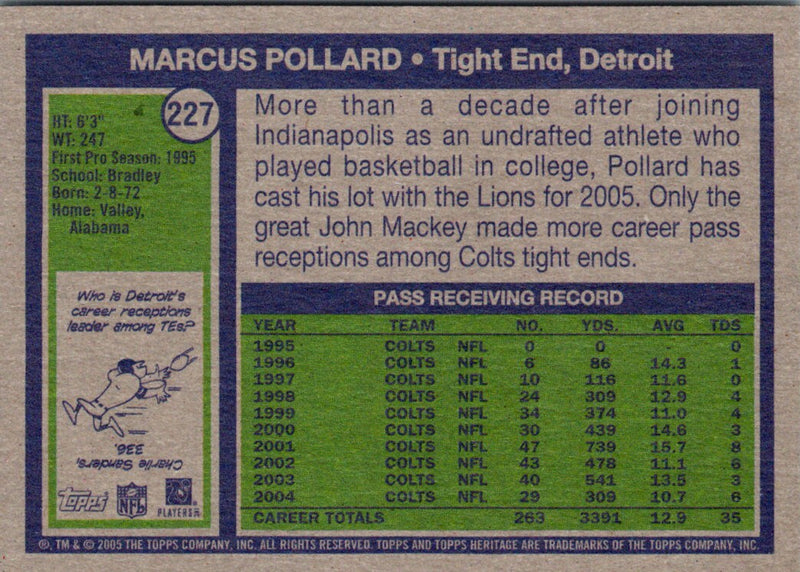 MARCUS POLLARD • Tight End, Detroit
227
HT: 6'3"
WT: 247
First Pro Season: 1995
School: Bradley
Born: 2-8-72
Home: Valley,
Alabama
More than a decade after joining
Indianapolis as an undrafted athlete who
played basketball in college, Pollard has
cast his lot with the Lions for 2005. Only the
great John Mackey made more career pass
receptions among Colts tight ends.
Who is Detroit's
career receptions
leader among TEs?
Charlie Sanders,
336.
TOPPS NFL PLAYERS
PASS RECEIVING RECORD
YEAR TEAM NO. YDS. AVG TDS
1995 COLTS NFL 0 0 0
1996 COLTS NFL 6 86 14.3 1
1997 COLTS NFL 10 116 11.6 0
1998 COLTS NFL 24 309 12.9 4
1999 COLTS NFL 34 374 11.0 4
2000 COLTS NFL 30 439 14.6 3
2001 COLTS NFL 47 739 15.7 8
2002 COLTS NFL 43 478 11.1 6
2003 COLTS NFL 40 541 13.5 3
2004 COLTS NFL 29 309 10.7 6
CAREER TOTALS 263 3391 12.9 35
®, TM & © 2005 THE TOPPS COMPANY, INC. ALL RIGHTS RESERVED. TOPPS AND TOPPS HERITAGE ARE TRADEMARKS OF THE TOPPS COMPANY, INC.